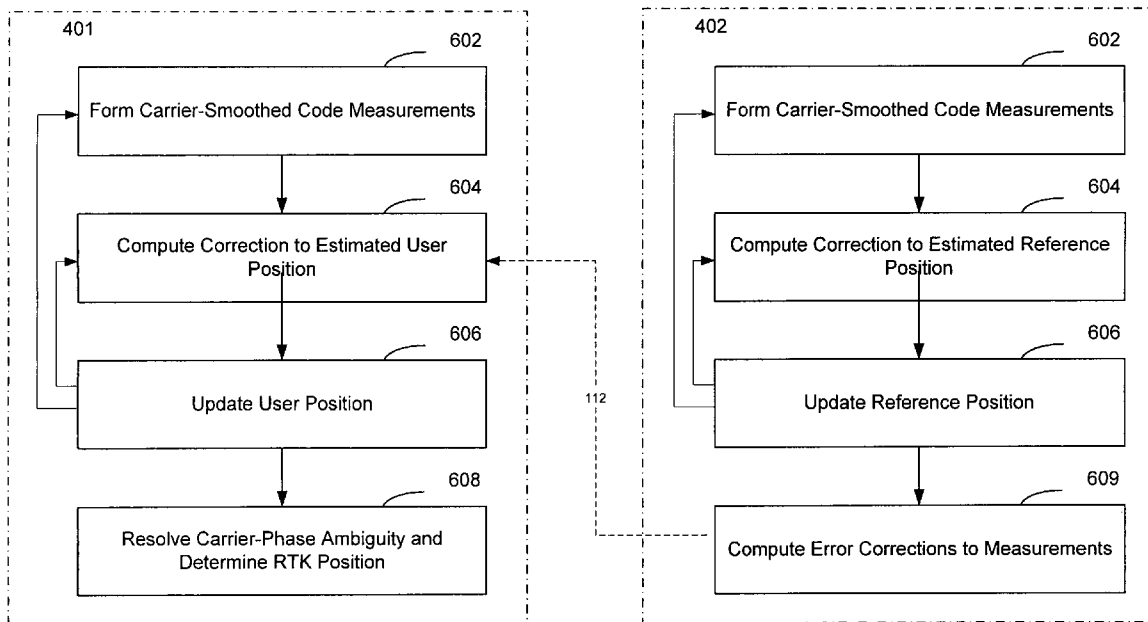 401
602
Form Carrier-Smoothed Code Measurements
604
Compute Correction to Estimated User
Position
606
Update User Position
608
Resolve Carrier-Phase Ambiguity and
Determine RTK Position
112
402
602
Form Carrier-Smoothed Code Measurements
604
Compute Correction to Estimated Reference
Position
606
Update Reference Position
609
Compute Error Corrections to Measurements